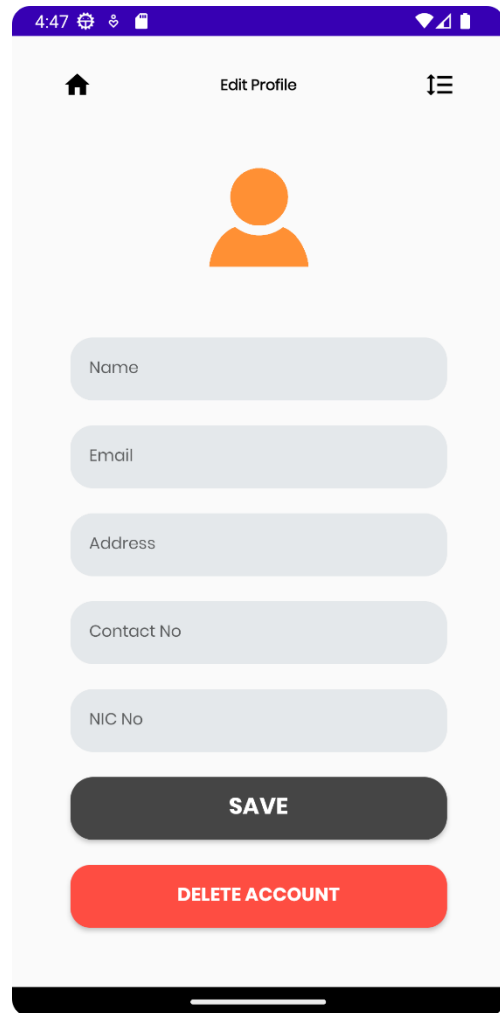 4:47
Edit Profile
Name
Email
Address
Contact No
NIC No
SAVE
DELETE ACCOUNT